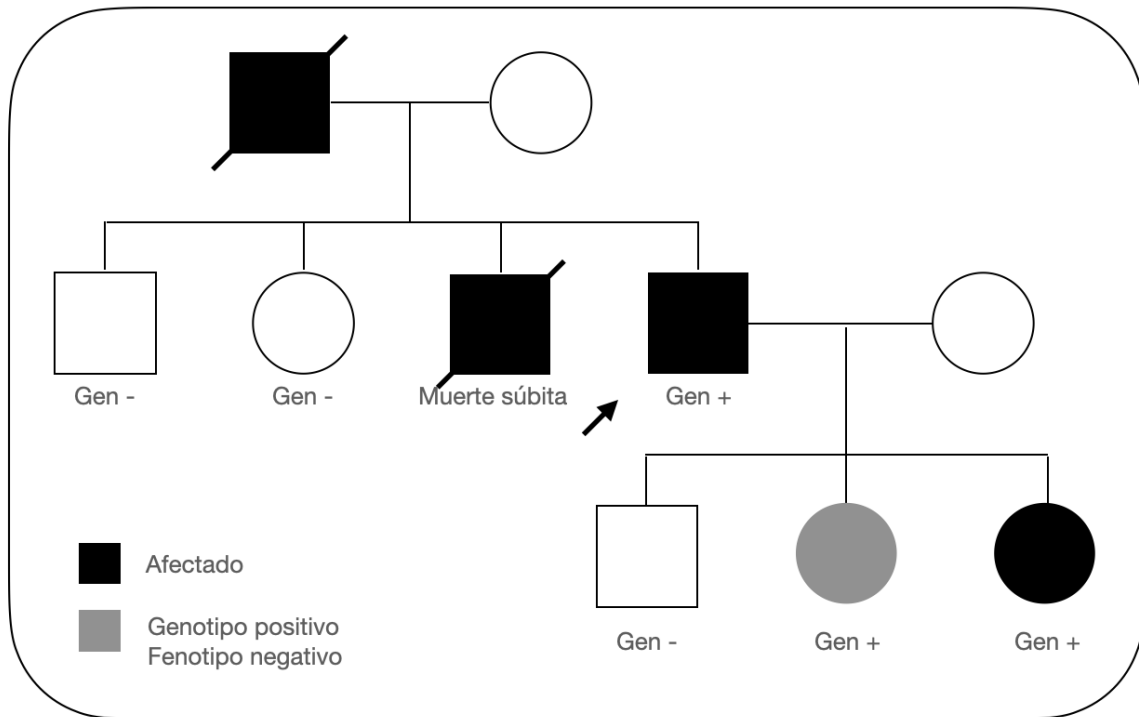 Gen -
Gen -
Muerte súbita
Gen +
Afectado
Genotipo positivo
Fenotipo negativo
Gen -
Gen +
Gen +